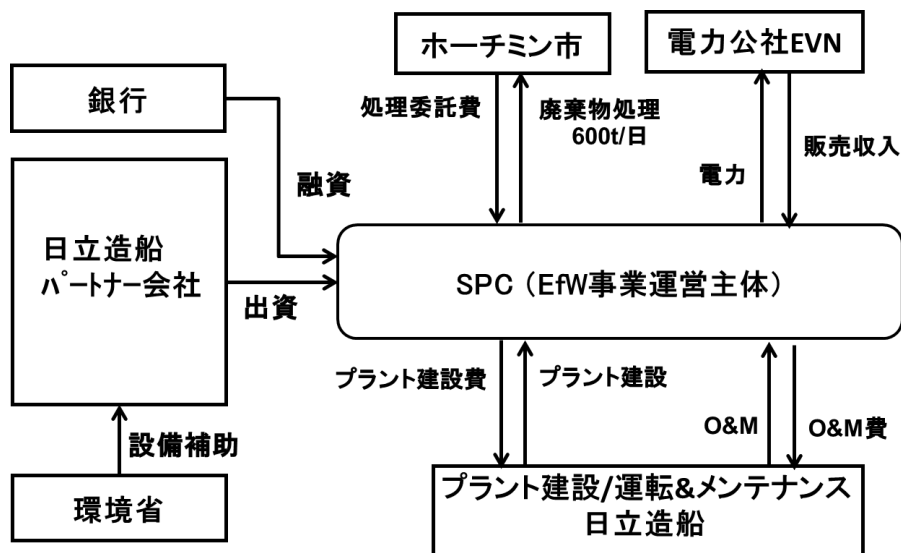 ホーチミン市
電力公社EVN
銀行
処理委託費
廃棄物処理
600t/日
販売収入
電力
融資
日立造船
パートナー会社
出資
SPC（EfW事業運営主体）
プラント建設費
プラント建設
O&M
O&M費
設備補助
環境省
プラント建設/運転&メンテナンス
日立造船